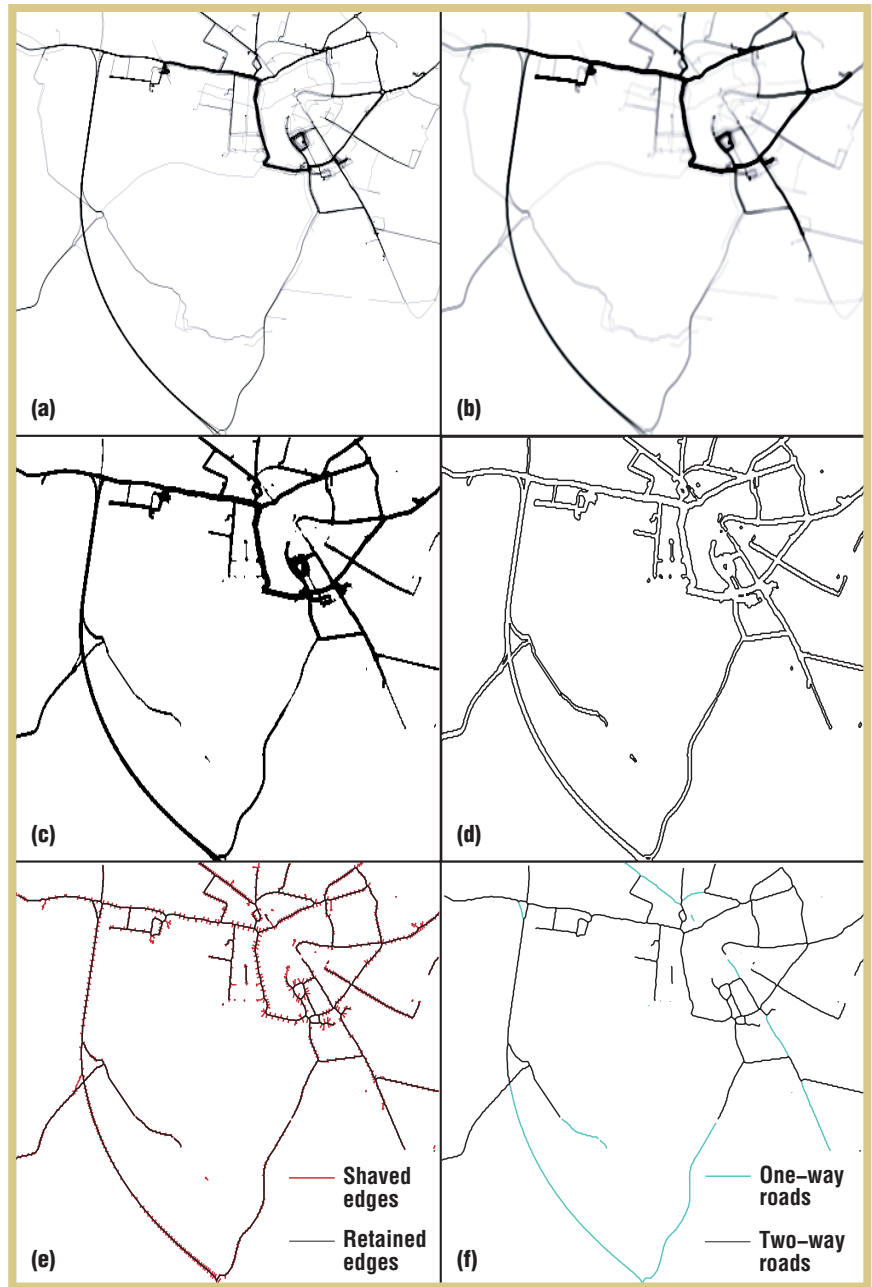 (a)
(b)
(c)
(d)
Shaved
edges
Retained
edges
(e)
One–way
roads
Two–way
roads
(f)